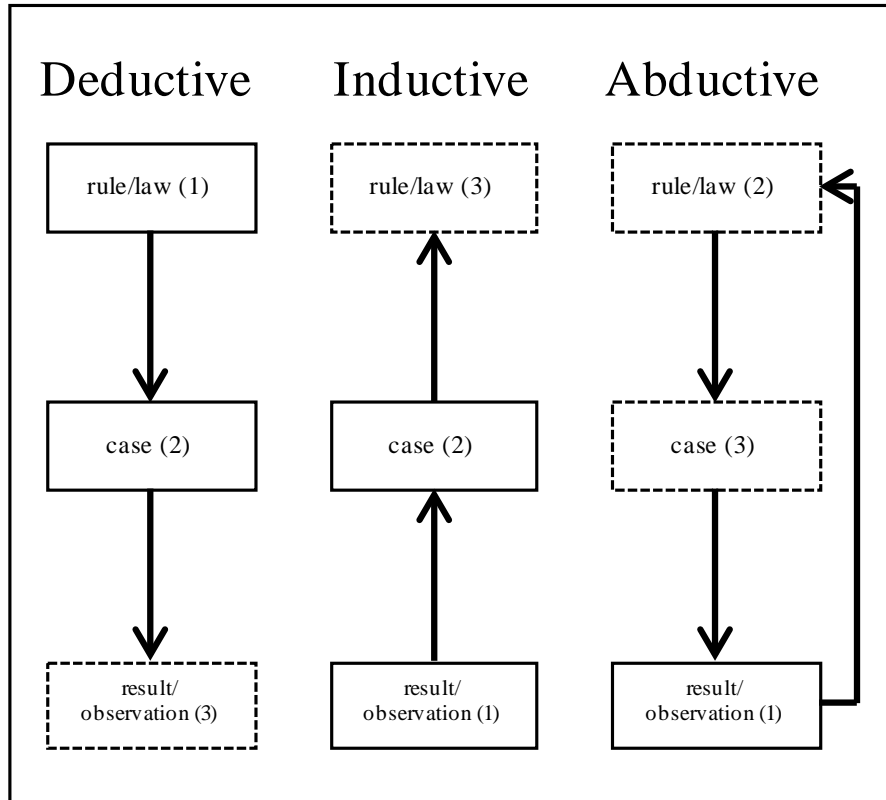 Deductive
Inductive
Abductive
rule/law (1)
rule/law (3)
rule/law (2)
case (2)
case (2)
case (3)
result/
observation (3)
result/
observation (1)
result/
observation (1)